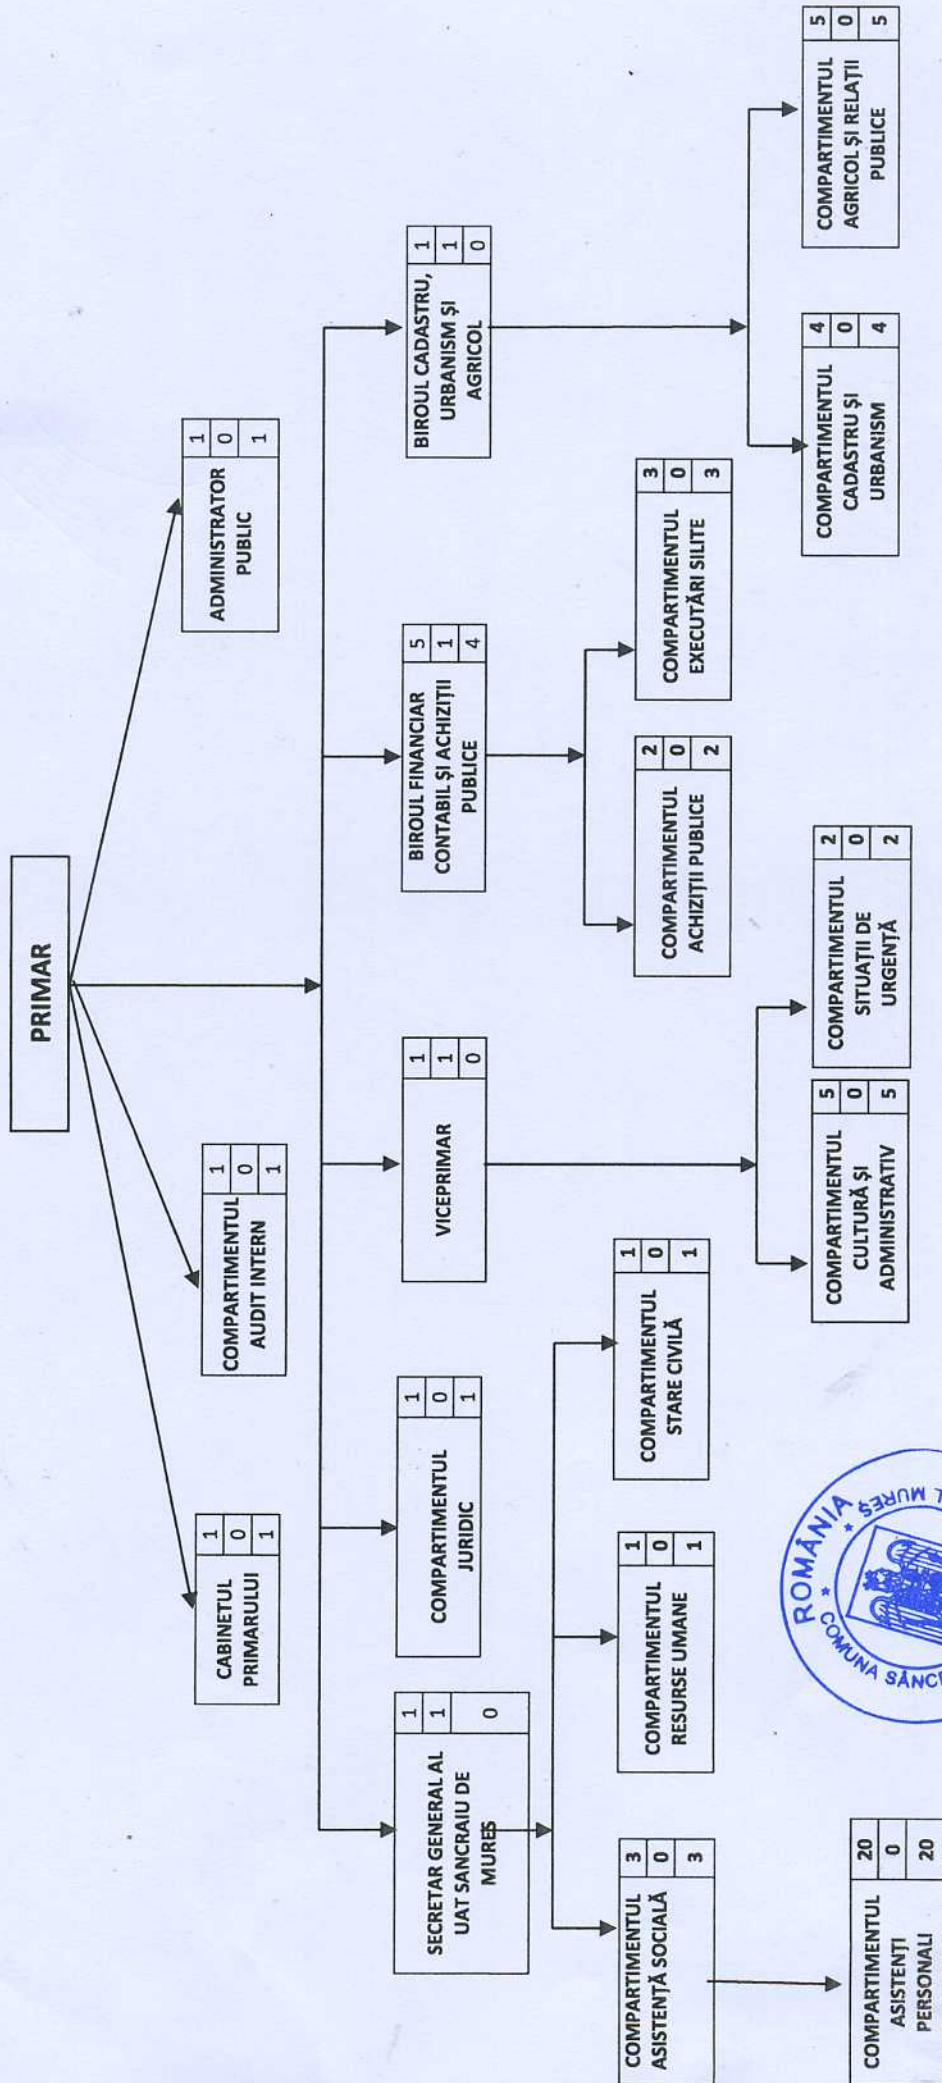 PRIMAR
CABINETUL
PRIMARULUI
1
0
1
COMPARTIMENTUL
AUDIT INTERN
1
0
1
ADMINISTRATOR
PUBLIC
1
0
1
SECRETAR GENERAL AL
UAT SANCRAIU DE
MURES
1
1
0
COMPARTIMENTUL
JURIDIC
1
0
1
VICEPRIMAR
1
1
0
BIROUL FINANCIAR
CONTABIL ȘI ACHIZIȚII
PUBLICE
5
1
4
BIROUL CADASTRU,
URBANISM ȘI
AGRICOL
1
1
0
COMPARTIMENTUL
ASISTENȚĂ SOCIALĂ
3
0
3
COMPARTIMENTUL
RESURSE UMANE
1
0
1
COMPARTIMENTUL
STARE CIVILĂ
1
0
1
COMPARTIMENTUL
ACHIZIȚII PUBLICE
2
0
2
COMPARTIMENTUL
EXECUTĂRI SILITE
3
0
3
COMPARTIMENTUL
ASISTENȚI
PERSONALI
20
0
20
COMPARTIMENTUL
CULTURĂ ȘI
ADMINISTRATIV
5
0
5
COMPARTIMENTUL
SITUAȚII DE
URGENȚĂ
2
0
2
COMPARTIMENTUL
CADASTRU ȘI
URBANISM
4
0
4
COMPARTIMENTUL
AGRICOL ȘI RELAȚII
PUBLICE
5
0
5
ROMÂNIA
COMUNA
MUREȘ